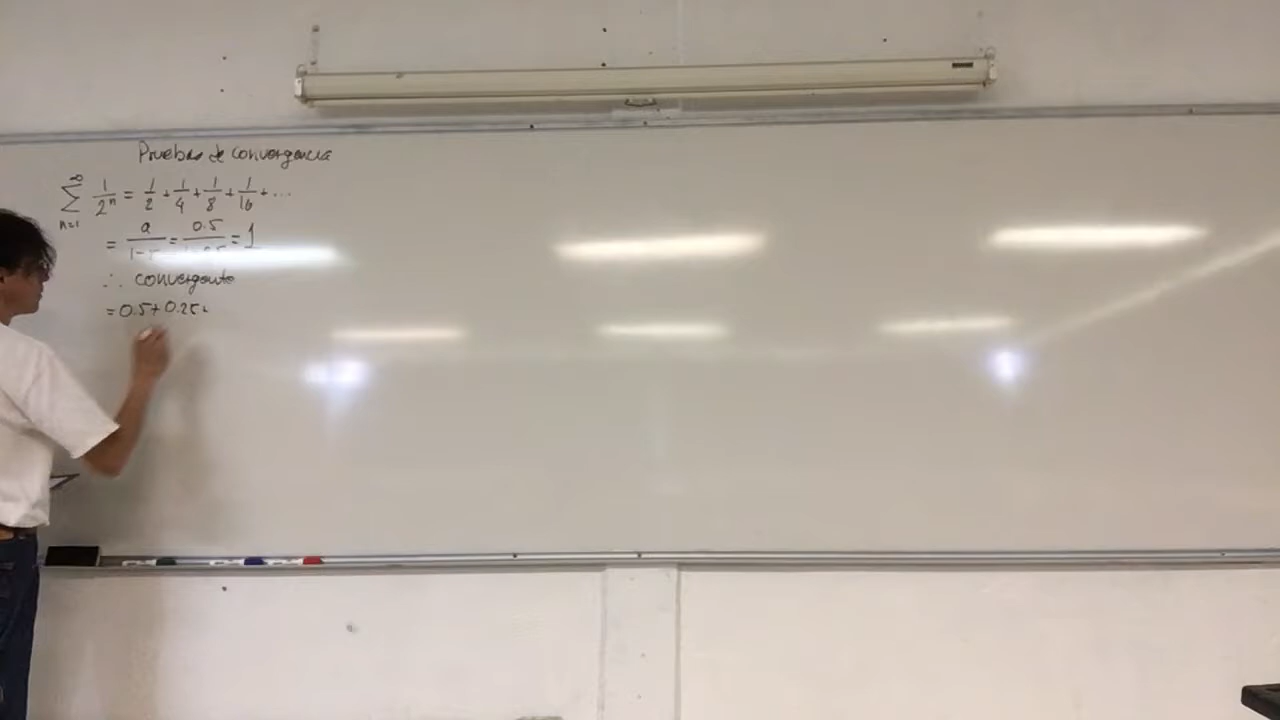 Pruebas de convergencia
∞ ∑ n=1 1/2ⁿ = 1/2 + 1/4 + 1/8 + 1/16 + ...
= a/1-r = 0.5/1-0.5 = 1
∴ convergente
= 0.5 + 0.25 +